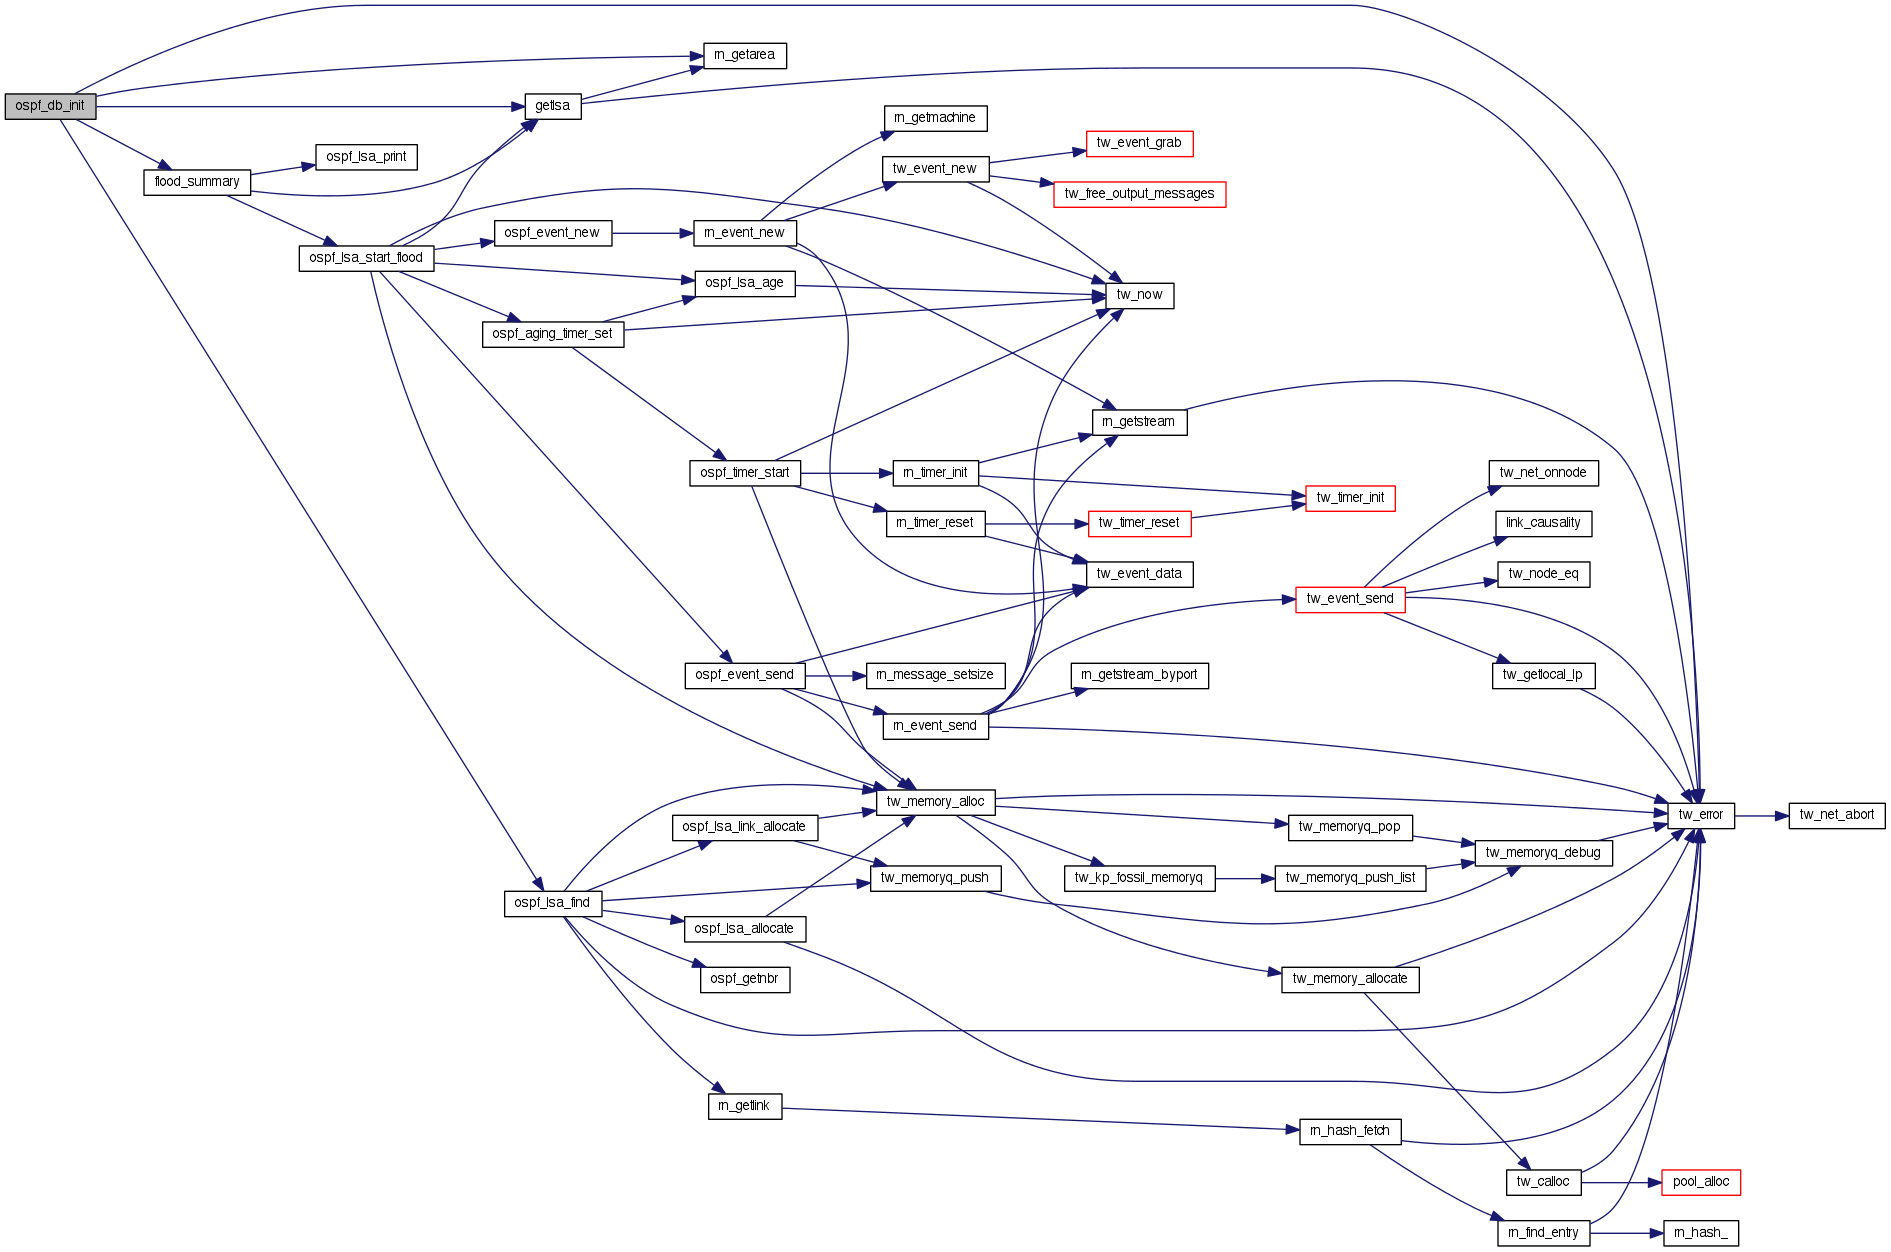 ospf_db_init
rn_getarea
getlsa
ospf_lsa_print
flood_summary
rn_getmachine
tw_event_grab
tw_event_new
tw_free_output_messages
ospf_event_new
rn_event_new
ospf_lsa_start_flood
ospf_lsa_age
tw_now
ospf_aging_timer_set
rn_getstream
ospf_timer_start
rn_timer_init
tw_net_onnode
tw_timer_init
rn_timer_reset
tw_timer_reset
link_causality
tw_event_data
tw_node_eq
tw_event_send
ospf_event_send
rn_message_setsize
rn_getstream_byport
tw_getlocal_lp
rn_event_send
tw_memory_alloc
tw_error
tw_net_abort
ospf_lsa_link_allocate
tw_memoryq_pop
tw_memoryq_debug
tw_memoryq_push
tw_kp_fossil_memoryq
tw_memoryq_push_list
ospf_lsa_find
ospf_lsa_allocate
ospf_getnbr
tw_memory_allocate
rn_getlink
rn_hash_fetch
tw_calloc
pool_alloc
rn_find_entry
rn_hash_